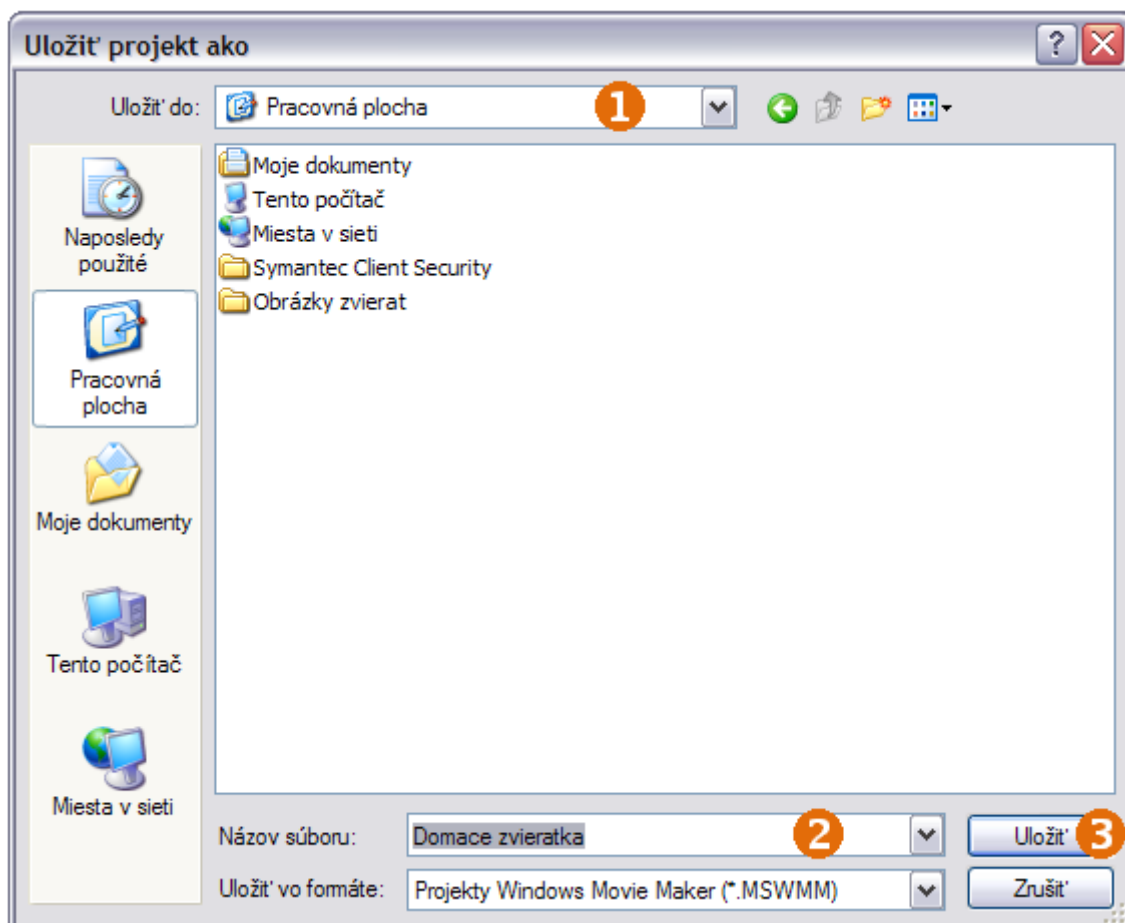 Uložiť projekt ako
?
Uložiť do:
Pracovná plocha
1
Naposledy
použité
Pracovná
plocha
Moje dokumenty
Tento počítač
Miesta v sieti
Moje dokumenty
Tento počítač
Miesta v sieti
Symantec Client Security
Obrázky zvierat
Názov súboru:
Domace zvieratka
2
Uložiť
3
Uložiť vo formáte:
Projekty Windows Movie Maker (*.MSWMM)
Zrušiť